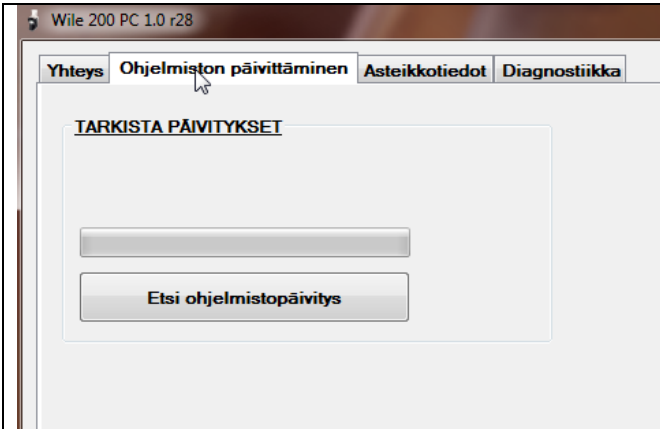 Wile 200 PC 1.0 r28
Yhteys Ohjelmiston päivittäminen Asteikkotiedot Diagnostiikka
TARKISTA PÄIVITYKSET
Etsi ohjelmistopäivitys